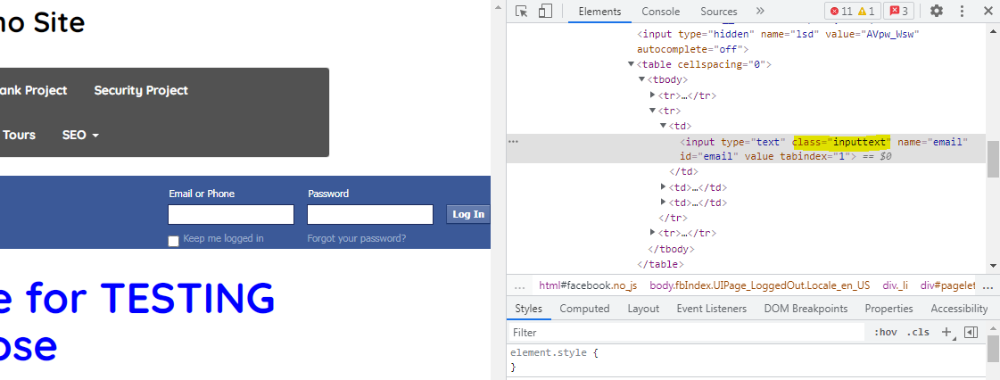 no Site
ank Project Security Project
Tours SEO
Email or Phone Password
Log In
Keep me logged in Forgot your password?
e for TESTING
ose
Elements Console Sources » 11 1 3
<input type="hidden" name="lsd" value="AVpw_Wsw"
autocomplete="off">
<table cellspacing="0">
<tbody>
<tr>…</tr>
<tr>
<td>
… <input type="text" class="inputtext" name="email"
id="email" value tabindex="1"> == $0
</td>
<td>…</td>
<td>…</td>
</tr>
<tr>…</tr>
</tbody>
</table>
… html#facebook.no_js body.fbIndex.UIPage_LoggedOut.Locale_en_US div._li div#pagelet …
Styles Computed Layout Event Listeners DOM Breakpoints Properties Accessibility
Filter :hov .cls +
element.style {
}